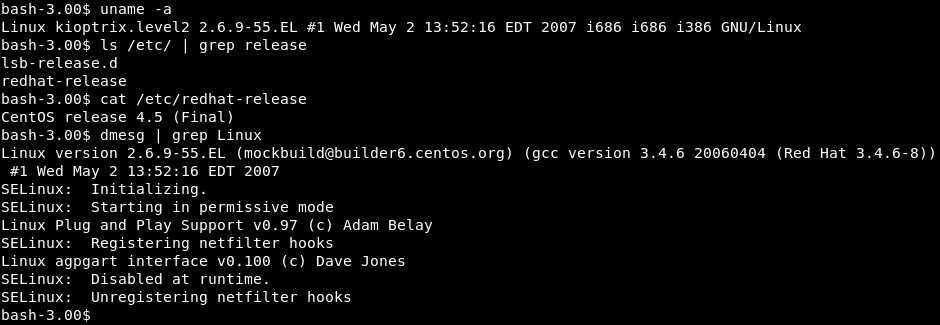 bash-3.00$ uname -a
Linux kioptrix.level2 2.6.9-55.EL #1 Wed May 2 13:52:16 EDT 2007 i686 i686 i386 GNU/Linux
bash-3.00$ ls /etc/ | grep release
lsb-release.d
redhat-release
bash-3.00$ cat /etc/redhat-release
CentOS release 4.5 (Final)
bash-3.00$ dmesg | grep Linux
Linux version 2.6.9-55.EL (mockbuild@builder6.centos.org) (gcc version 3.4.6 20060404 (Red Hat 3.4.6-8))
 #1 Wed May 2 13:52:16 EDT 2007
SELinux:  Initializing.
SELinux:  Starting in permissive mode
Linux Plug and Play Support v0.97 (c) Adam Belay
SELinux:  Registering netfilter hooks
Linux agpgart interface v0.100 (c) Dave Jones
SELinux:  Disabled at runtime.
SELinux:  Unregistering netfilter hooks
bash-3.00$